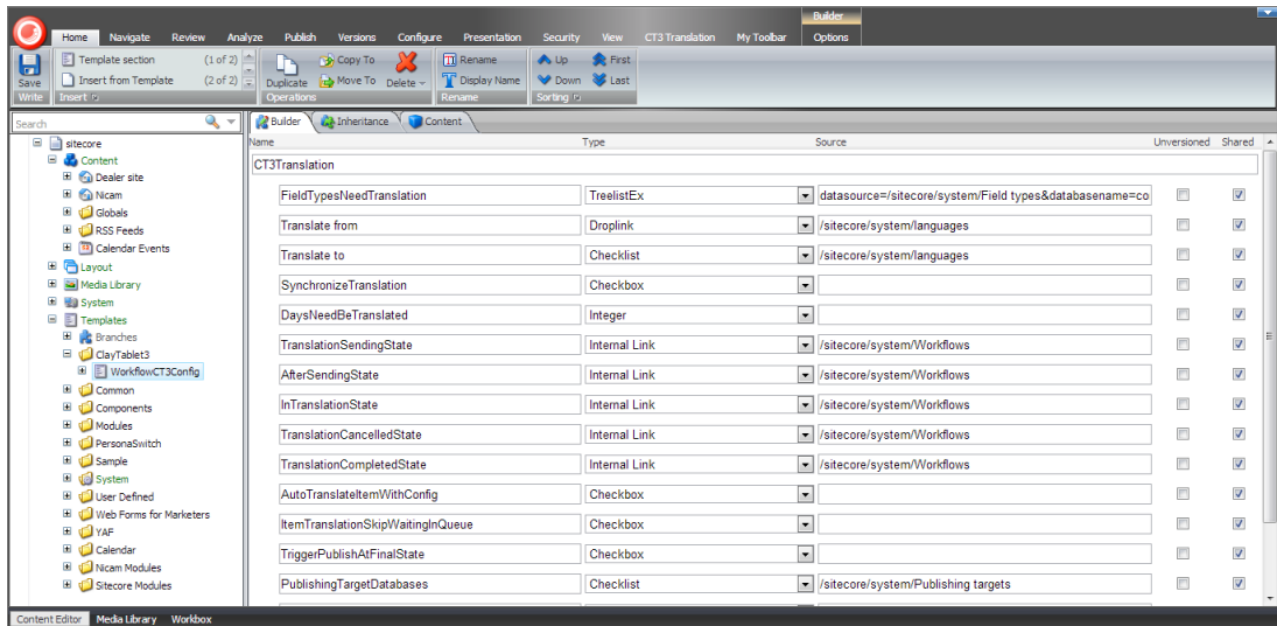 Builder
Home Navigate Review Analyze Publish Versions Configure Presentation Security View CT3 Translation My Toolbar Options
Template section (1 of 2) Copy To Rename Up First
Insert from Template (2 of 2) Move To Display Name Down Last
Save Duplicate Delete
Write Insert Operations Rename Sorting
Search Builder Inheritance Content
Name Type Source Unversioned Shared
sitecore
Content
Dealer site
Nicam
Globals
RSS Feeds
Calendar Events
Layout
Media Library
System
Templates
Branches
ClayTablet3
WorkflowCT3Config
Common
Components
Modules
PersonaSwitch
Sample
System
User Defined
Web Forms for Marketers
YAF
Calendar
Nicam Modules
Sitecore Modules
CT3Translation
FieldTypesNeedTranslation TreelistEx datasource=/sitecore/system/Field types&databasename=co
Translate from Droplink /sitecore/system/languages
Translate to Checklist /sitecore/system/languages
SynchronizeTranslation Checkbox
DaysNeedBeTranslated Integer
TranslationSendingState Internal Link /sitecore/system/Workflows
AfterSendingState Internal Link /sitecore/system/Workflows
InTranslationState Internal Link /sitecore/system/Workflows
TranslationCancelledState Internal Link /sitecore/system/Workflows
TranslationCompletedState Internal Link /sitecore/system/Workflows
AutoTranslateItemWithConfig Checkbox
ItemTranslationSkipWaitingInQueue Checkbox
TriggerPublishAtFinalState Checkbox
PublishingTargetDatabases Checklist /sitecore/system/Publishing targets
Content Editor Media Library Workbox